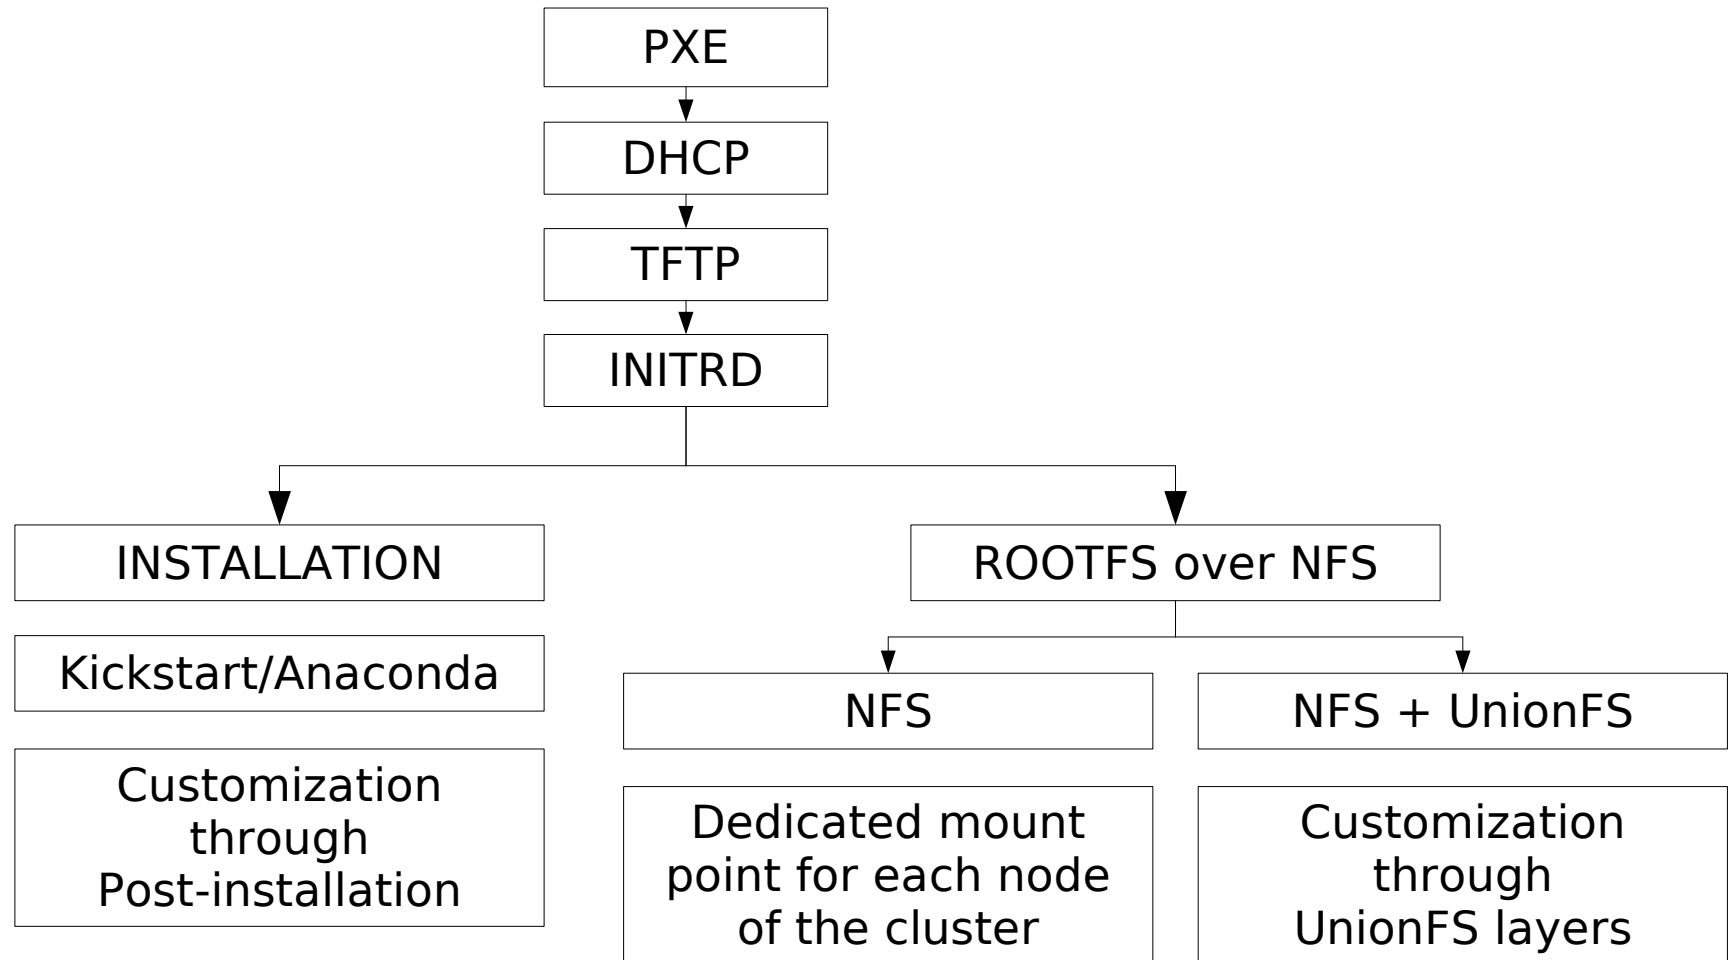 PXE
DHCP
TFTP
INITRD
INSTALLATION
Kickstart/Anaconda
Customization
through
Post-installation
ROOTFS over NFS
NFS
Dedicated mount
point for each node
of the cluster
NFS + UnionFS
Customization
through
UnionFS layers